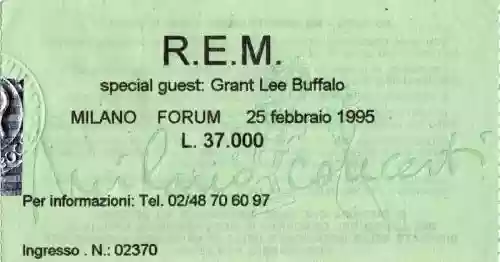 R.E.M.
special guest: Grant Lee Buffalo
MILANO FORUM 25 febbraio 1995
L. 37.000
Per informazioni: Tel. 02/48 70 60 97
Ingresso . N.: 02370